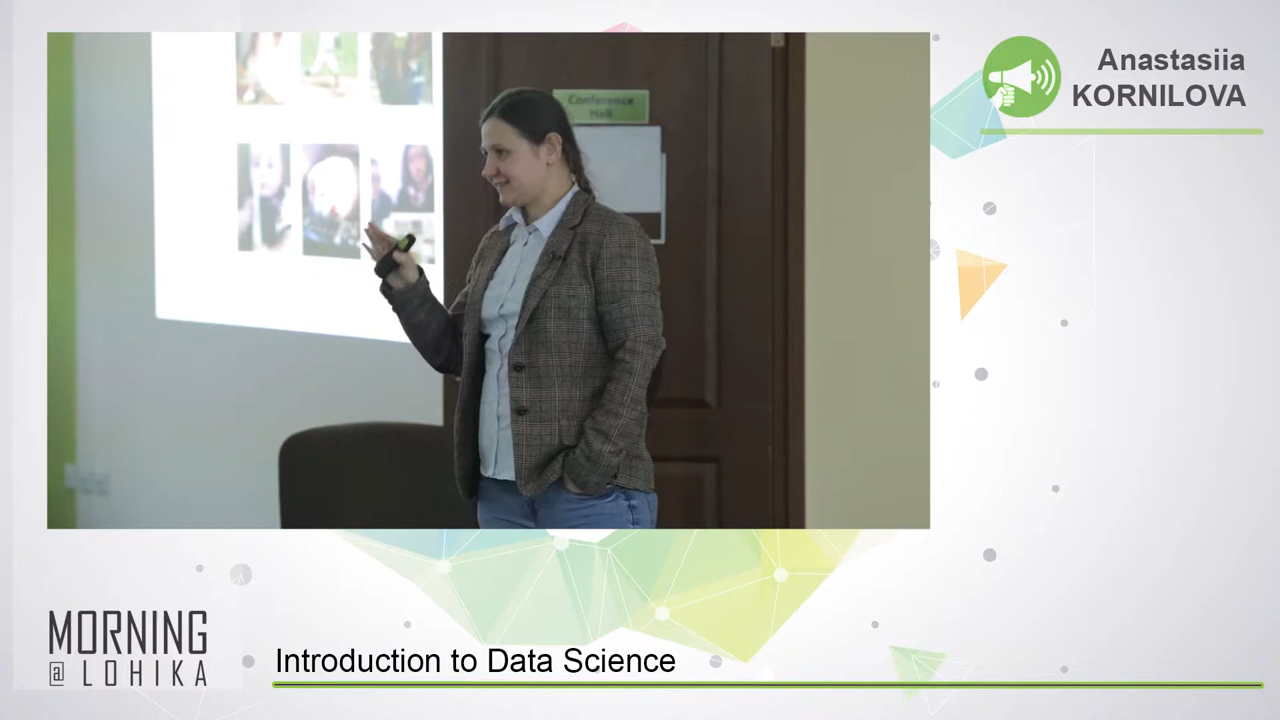 Anastasiia
KORNILOVA
Conference
Hall
MORNING
@ LOHIKA
Introduction to Data Science